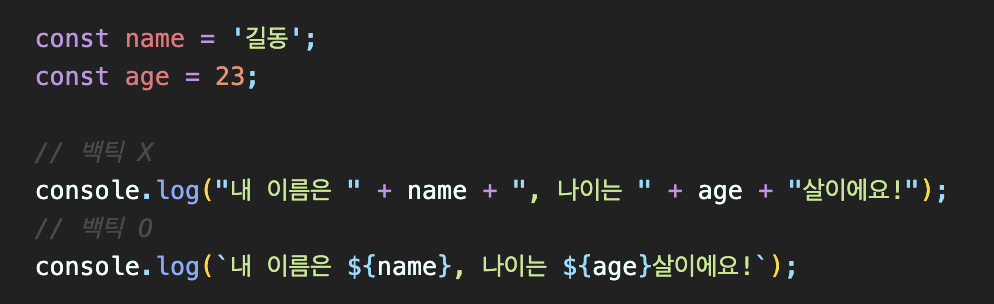 const name = '길동';
const age = 23;
// 백틱 X
console.log("내 이름은 " + name + ", 나이는 " + age + "살이에요!");
// 백틱 O
console.log(`내 이름은 ${name}, 나이는 ${age}살이에요!`);